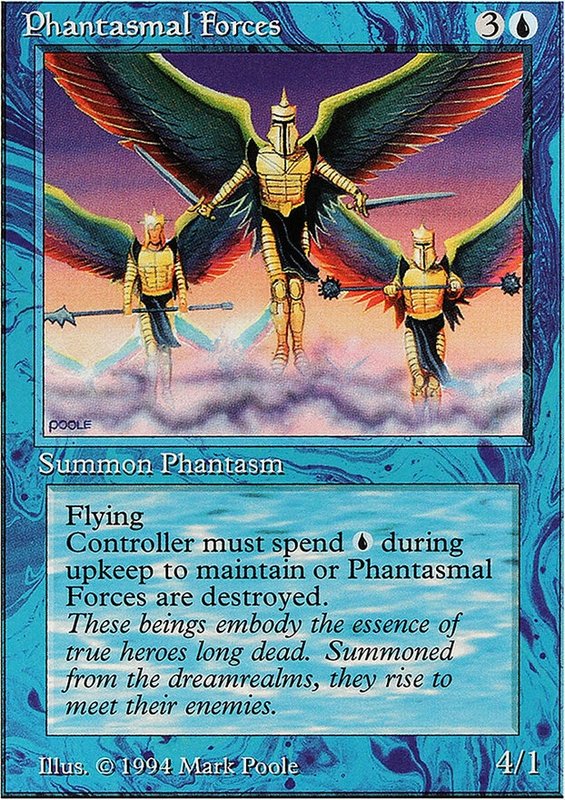 Phantasmal Forces 3
POOLE
Summon Phantasm
Flying
Controller must spend during
upkeep to maintain or Phantasmal
Forces are destroyed.
These beings embody the essence of
true heroes long dead. Summoned
from the dreamrealms, they rise to
meet their enemies.
Illus. © 1994 Mark Poole 4/1